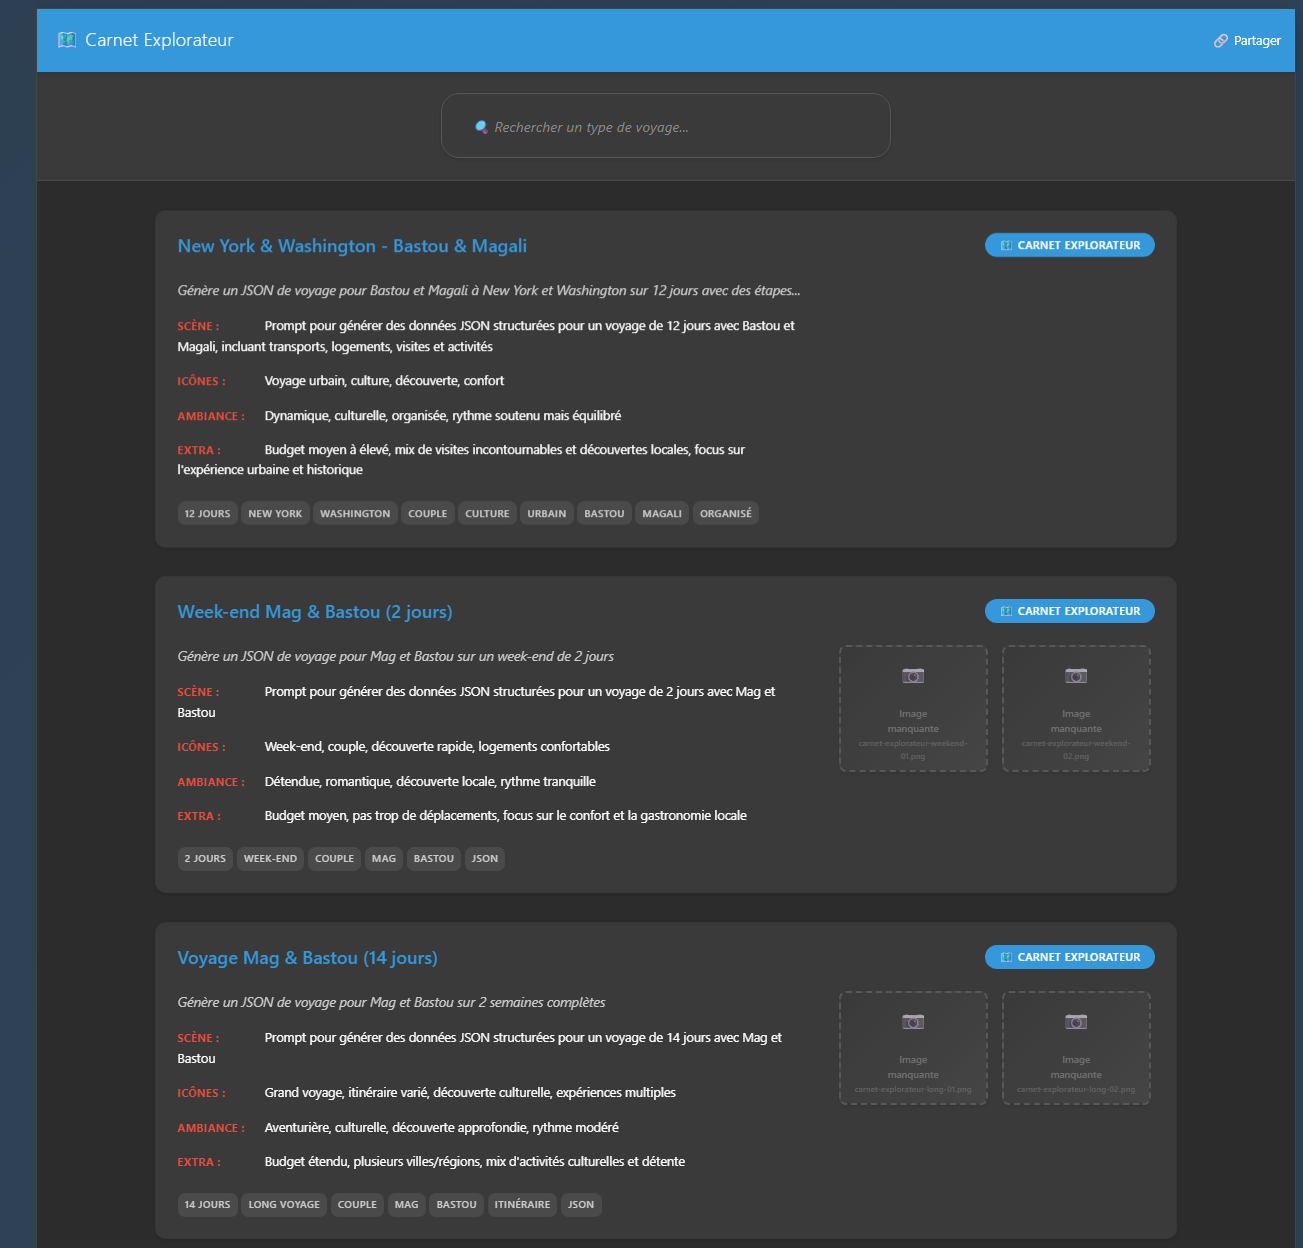 Carnet Explorateur
Partager
Rechercher un type de voyage...
New York & Washington - Bastou & Magali
CARNET EXPLORATEUR
Génère un JSON de voyage pour Bastou et Magali à New York et Washington sur 12 jours avec des étapes...
SCÈNE : Prompt pour générer des données JSON structurées pour un voyage de 12 jours avec Bastou et
Magali, incluant transports, logements, visites et activités
ICÔNES : Voyage urbain, culture, découverte, confort
AMBIANCE : Dynamique, culturelle, organisée, rythme soutenu mais équilibré
EXTRA : Budget moyen à élevé, mix de visites incontournables et découvertes locales, focus sur
l'expérience urbaine et historique
12 JOURS NEW YORK WASHINGTON COUPLE CULTURE URBAIN BASTOU MAGALI ORGANISÉ
Week-end Mag & Bastou (2 jours)
CARNET EXPLORATEUR
Génère un JSON de voyage pour Mag et Bastou sur un week-end de 2 jours
SCÈNE : Prompt pour générer des données JSON structurées pour un voyage de 2 jours avec Mag et
Bastou
ICÔNES : Week-end, couple, découverte rapide, logements confortables
AMBIANCE : Détendue, romantique, découverte locale, rythme tranquille
EXTRA : Budget moyen, pas trop de déplacements, focus sur le confort et la gastronomie locale
2 JOURS WEEK-END COUPLE MAG BASTOU JSON
Image
manquante
carnet-explorateur-weekend-
01.png
Image
manquante
carnet-explorateur-weekend-
02.png
Voyage Mag & Bastou (14 jours)
CARNET EXPLORATEUR
Génère un JSON de voyage pour Mag et Bastou sur 2 semaines complètes
SCÈNE : Prompt pour générer des données JSON structurées pour un voyage de 14 jours avec Mag et
Bastou
ICÔNES : Grand voyage, itinéraire varié, découverte culturelle, expériences multiples
AMBIANCE : Aventurière, culturelle, découverte approfondie, rythme modéré
EXTRA : Budget étendu, plusieurs villes/régions, mix d'activités culturelles et détente
14 JOURS LONG VOYAGE COUPLE MAG BASTOU ITINÉRAIRE JSON
Image
manquante
carnet-explorateur-long-01.png
Image
manquante
carnet-explorateur-long-02.png